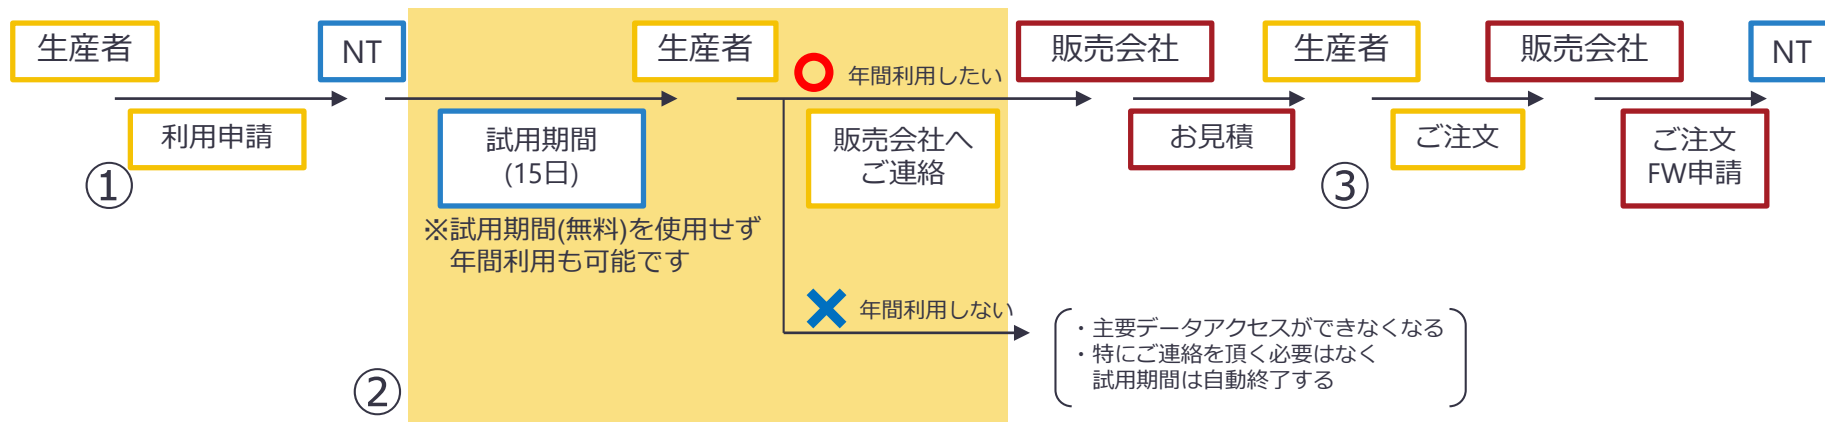 生産者
NT
生産者
年間利用したい
販売会社
生産者
販売会社
NT
利用申請
①
試用期間
(15日)
販売会社へ
ご連絡
お見積
③
ご注文
ご注文
FW申請
※試用期間(無料)を使用せず
年間利用も可能です
年間利用しない
②
・主要データアクセスができなくなる
・特にご連絡を頂く必要はなく
試用期間は自動終了する